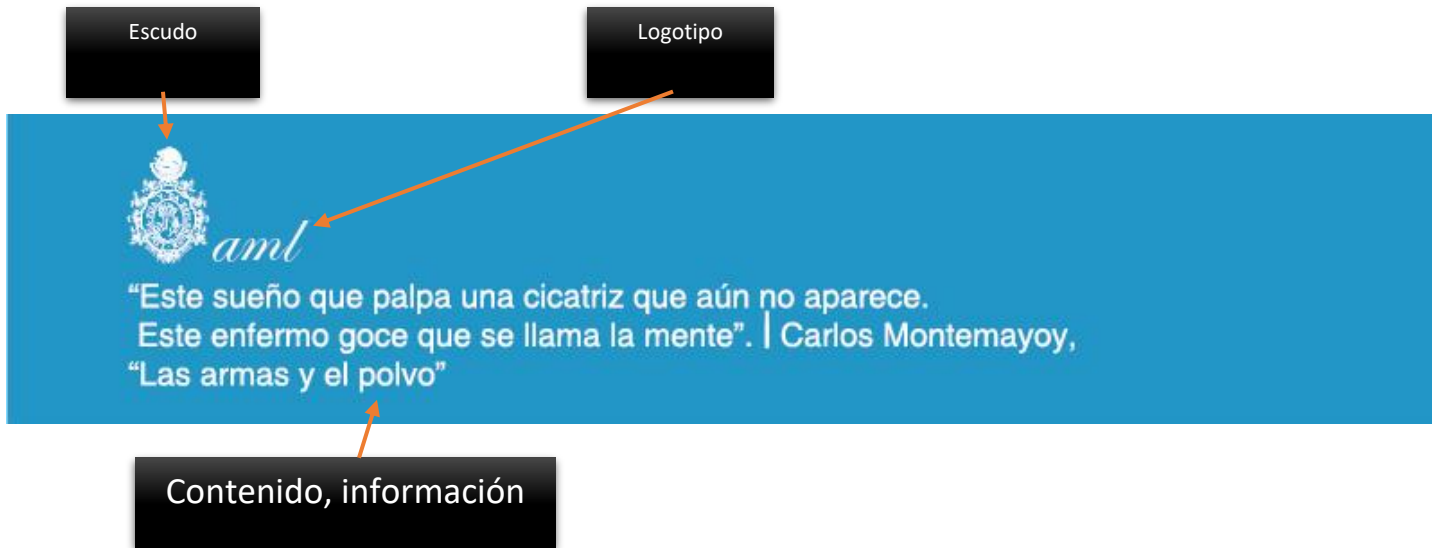 Escudo
Logotipo
aml
“Este sueño que palpa una cicatriz que aún no aparece.
Este enfermo goce que se llama la mente”. | Carlos Montemayoy,
“Las armas y el polvo”
Contenido, información